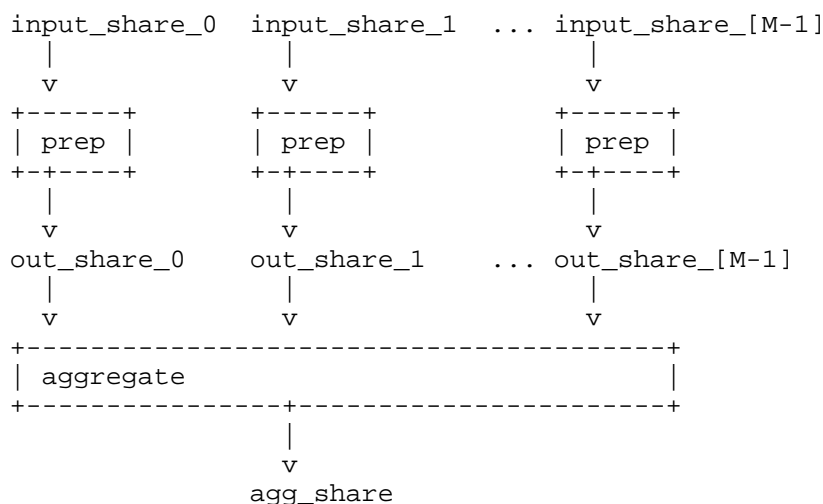 input_share_0  input_share_1  ... input_share_[M-1]
  |               |                   |
  v               v                   v
+------+        +------+            +------+
| prep |        | prep |            | prep |
+-+----+        +-+----+            +-+----+
  |               |                   |
  v               v                   v
out_share_0    out_share_1    ... out_share_[M-1]
  |               |                   |
  v               v                   v
+------------------------------------------+
| aggregate                                |
+-----------------+------------------------+
                  |
                  v
               agg_share